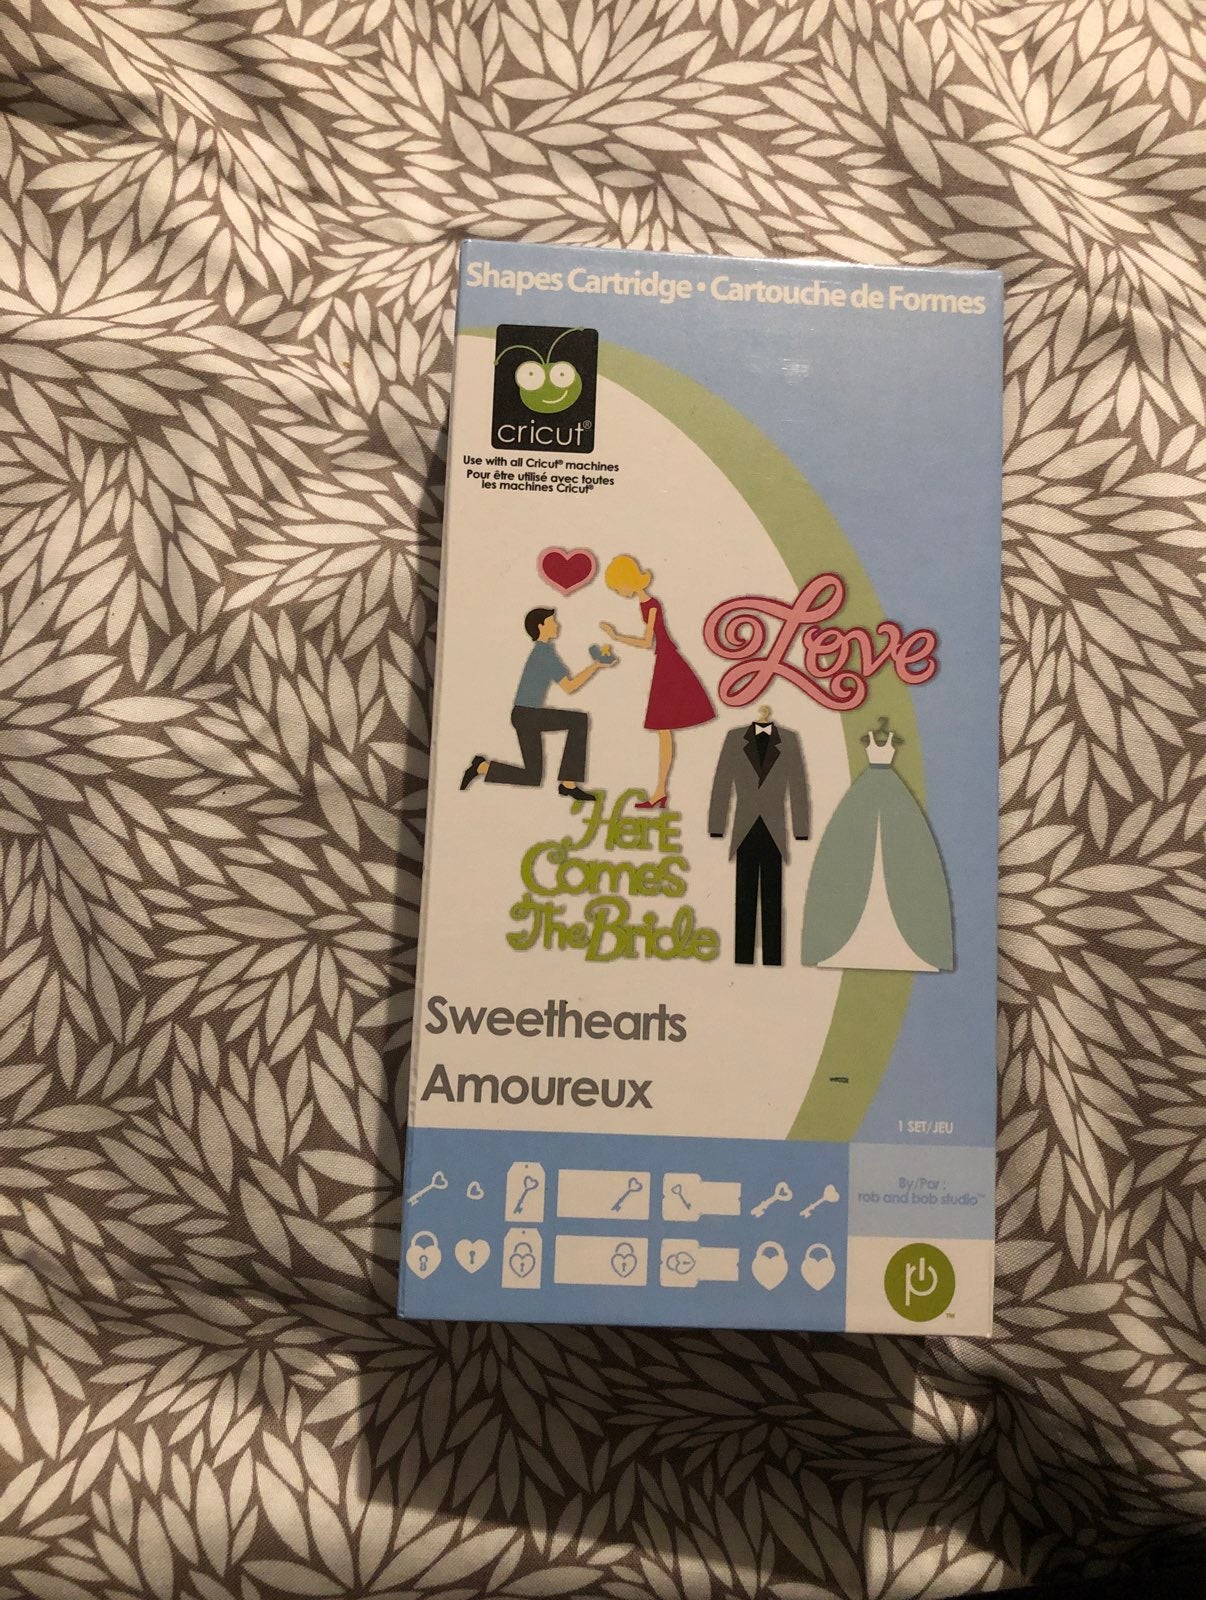 Shapes Cartridge • Cartouche de Formes
cricut®
Use with all Cricut® machines
Pour être utilisé avec toutes
les machines Cricut®
Love
Here
Comes
The Bride
Sweethearts
Amoureux
1 SET/JEU
By/Par :
rob and bob studio™